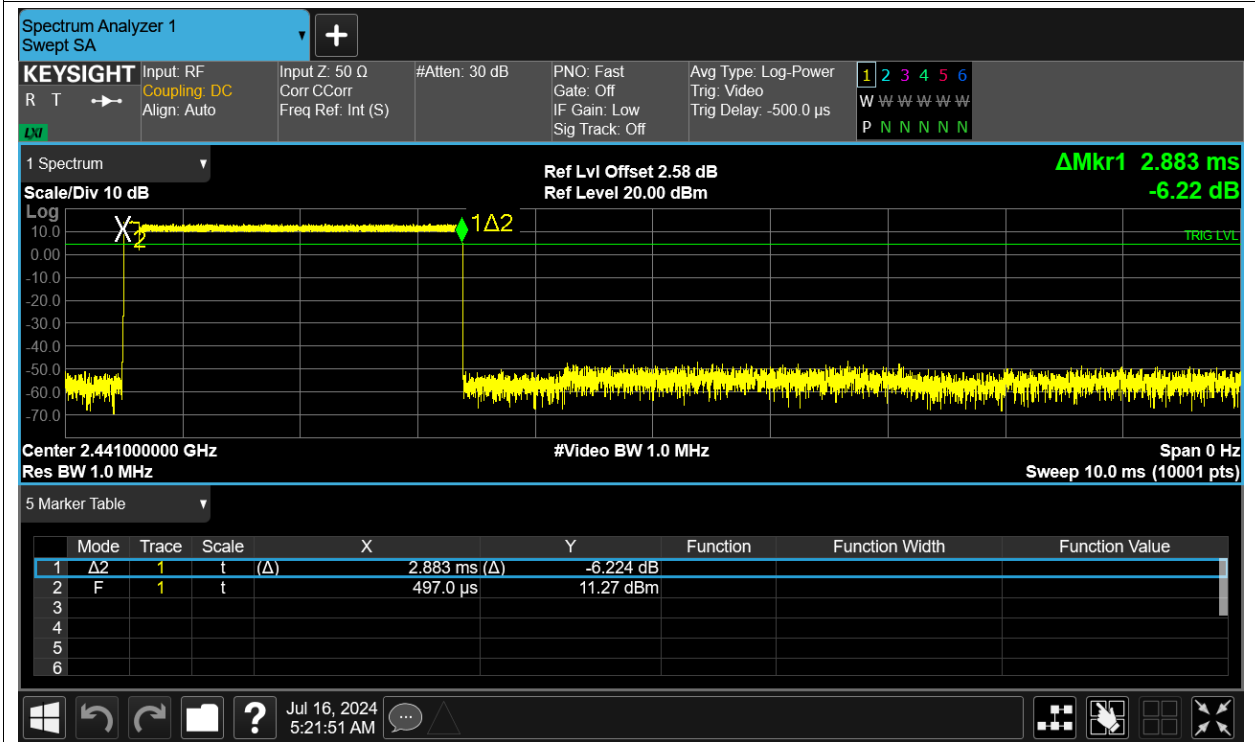 Spectrum Analyzer 1
Swept SA
KEYSIGHT
R T
LXI
Input: RF
Coupling: DC
Align: Auto
Input Z: 50 Ω
Corr CCorr
Freq Ref: Int (S)
#Atten: 30 dB
PNO: Fast
Gate: Off
IF Gain: Low
Sig Track: Off
Avg Type: Log-Power
Trig: Video
Trig Delay: -500.0 µs
1 2 3 4 5 6
W W W W W W
P N N N N N
1 Spectrum
Scale/Div 10 dB
Ref Lvl Offset 2.58 dB
Ref Level 20.00 dBm
ΔMkr1 2.883 ms
-6.22 dB
Log
10.0
0.00
-10.0
-20.0
-30.0
-40.0
-50.0
-60.0
-70.0
X
2
1Δ2
TRIG LVL
Center 2.441000000 GHz
#Video BW 1.0 MHz
Span 0 Hz
Res BW 1.0 MHz
Sweep 10.0 ms (10001 pts)
5 Marker Table
Mode Trace Scale X Y Function Function Width Function Value
1 Δ2 1 t (Δ) 2.883 ms (Δ) -6.224 dB
2 F 1 t 497.0 µs 11.27 dBm
3
4
5
6
?
Jul 16, 2024
5:21:51 AM